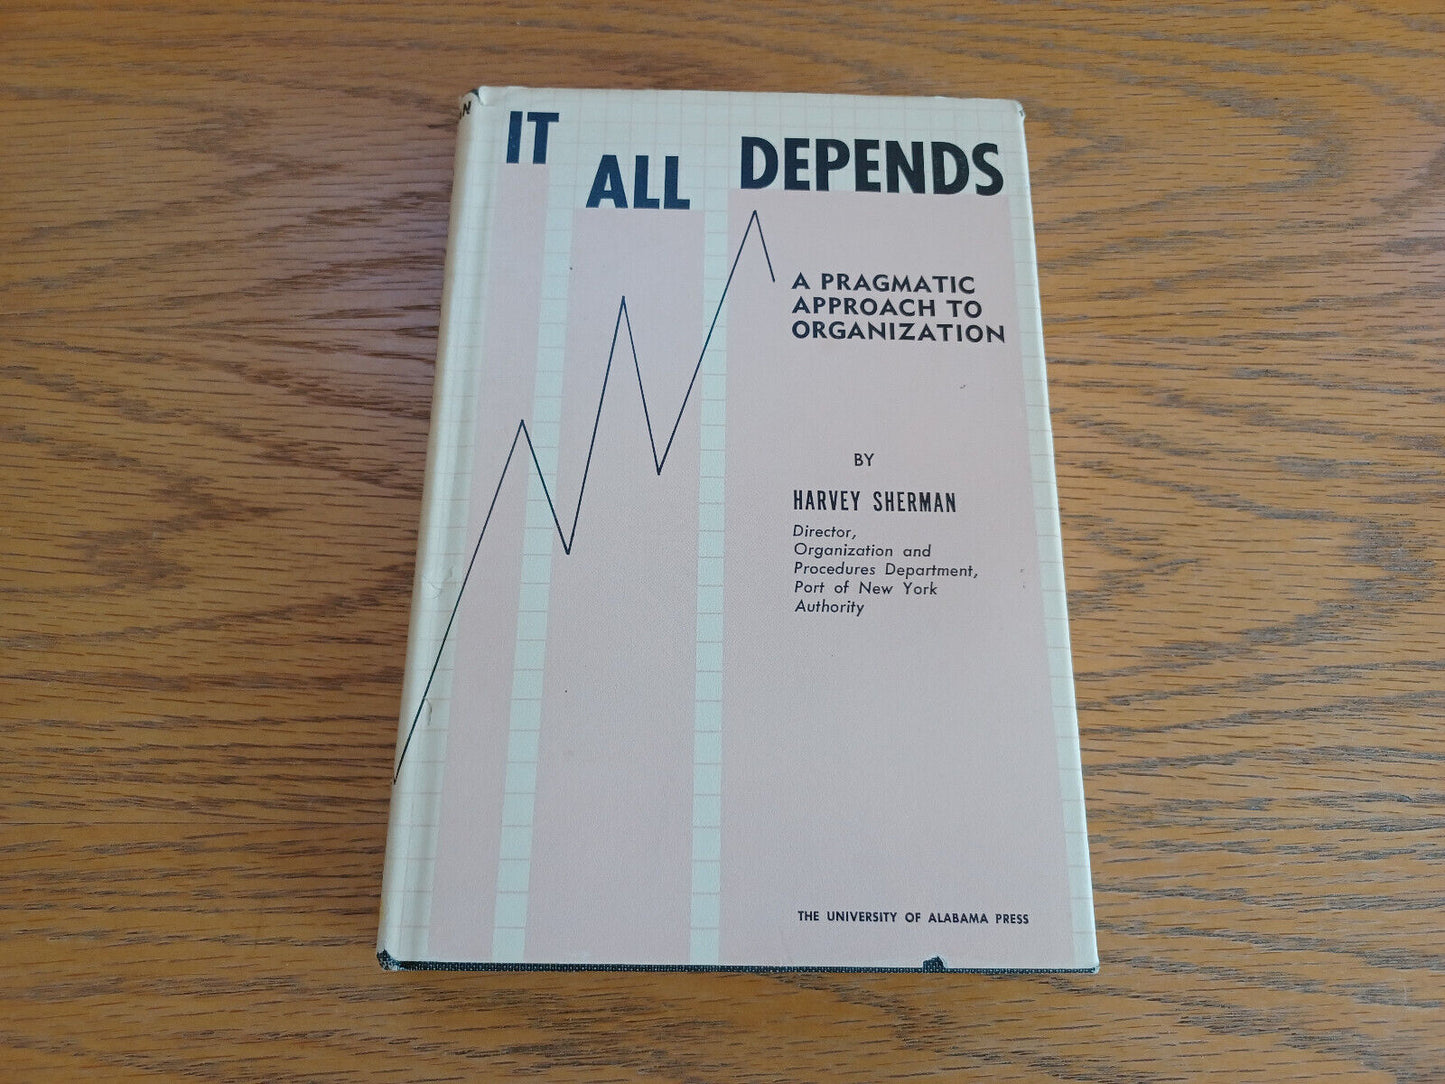 IT
ALL
DEPENDS
A PRAGMATIC
APPROACH TO
ORGANIZATION
BY
HARVEY SHERMAN
Director,
Organization and
Procedures Department,
Port of New York
Authority
THE UNIVERSITY OF ALABAMA PRESS